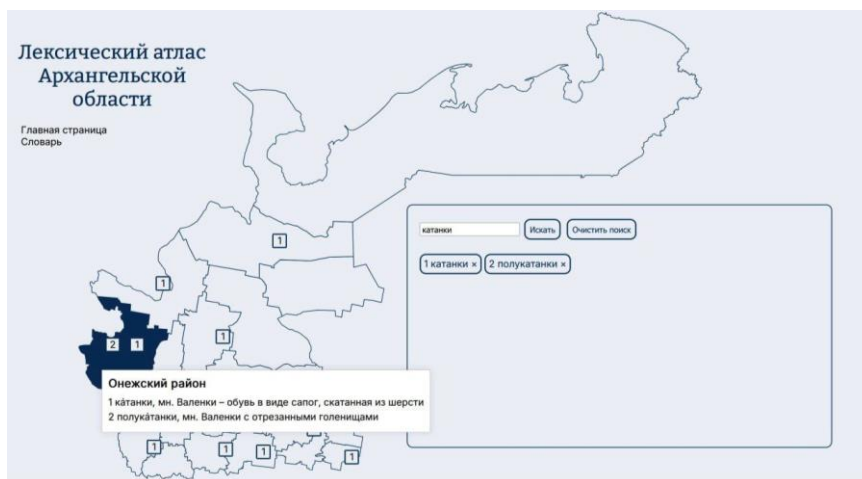 Лексический атлас
Архангельской
области
Главная страница
Словарь
катанки
Искать
Очистить поиск
1 катанки ×
2 полукатанки ×
1
1
2 1
1
Онежский район
1 ка́танки, мн. Валенки – обувь в виде сапог, скатанная из шерсти
2 полука́танки, мн. Валенки с отрезанными голенищами
1
1
1
1